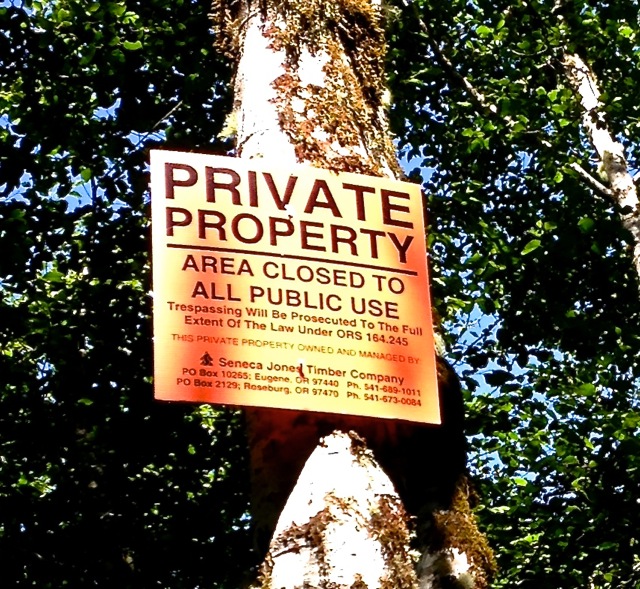 PRIVATE
PROPERTY
AREA CLOSED TO
ALL PUBLIC USE
Trespassing Will Be Prosecuted To The Full
Extent Of The Law Under ORS 164.245
THIS PRIVATE PROPERTY OWNED AND MANAGED BY
Seneca Jones Timber Company
PO Box 10265; Eugene, OR 97440 Ph. 541-689-1011
PO Box 2129; Roseburg, OR 97470 Ph. 541-673-0084